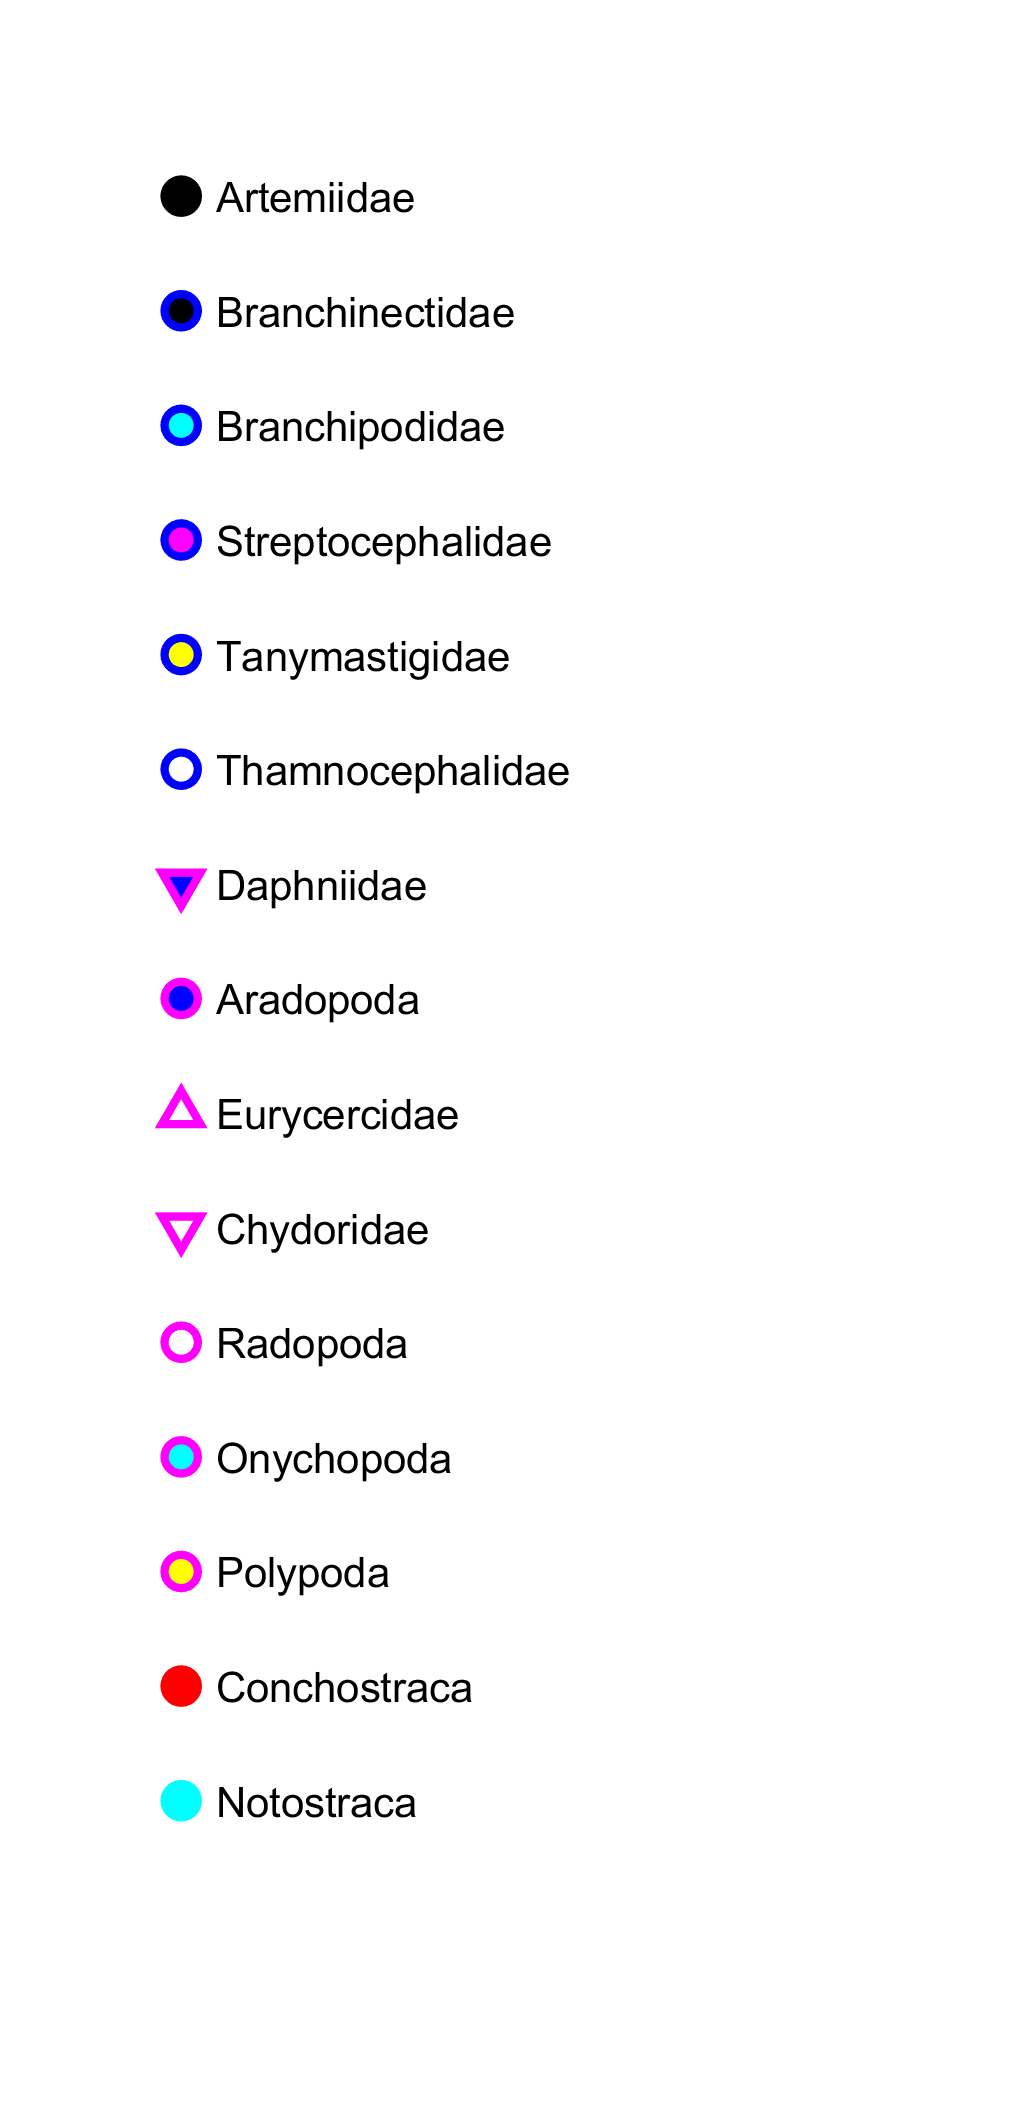 Artemiidae
Branchinectidae
Branchipodidae
Streptocephalidae
Tanymastigidae
Thamnocephalidae
Daphniidae
Aradopoda
Eurycercidae
Chydoridae
Radopoda
Onychopoda
Polypoda
Conchostraca
Notostraca